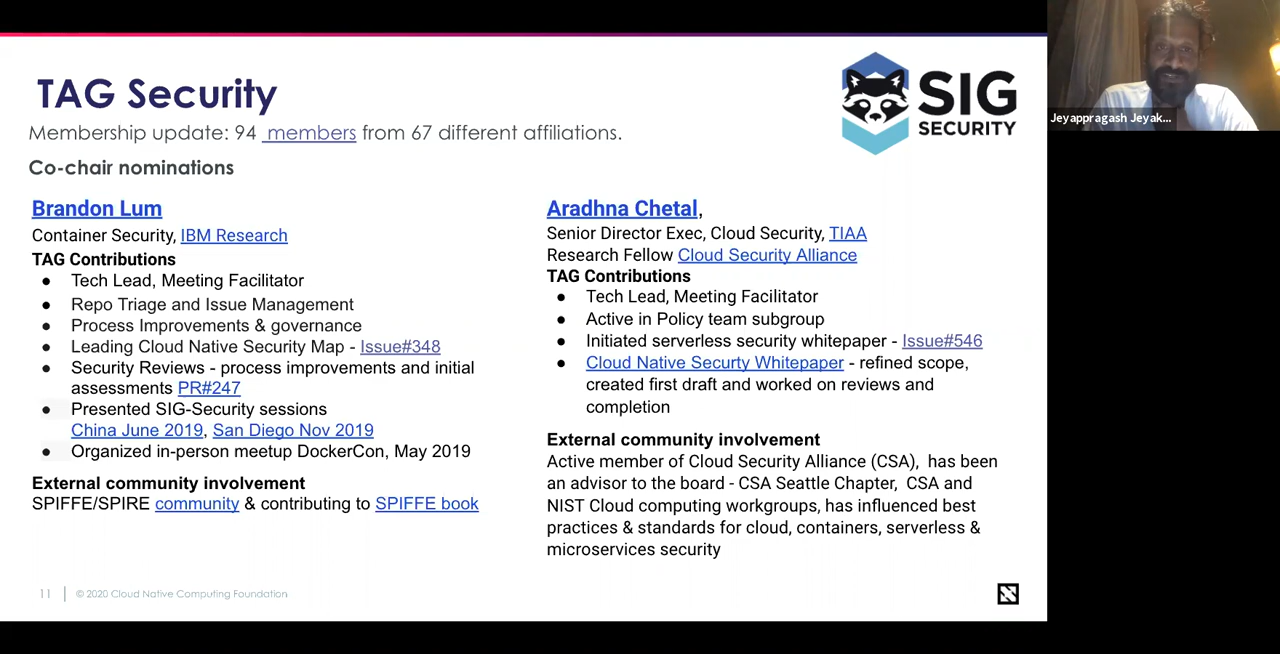 TAG Security
Membership update: 94 members from 67 different affiliations.
Co-chair nominations
SIG
SECURITY
Jeyappragash Jeyak...
Brandon Lum
Container Security, IBM Research
TAG Contributions
● Tech Lead, Meeting Facilitator
● Repo Triage and Issue Management
● Process Improvements & governance
● Leading Cloud Native Security Map - Issue#348
● Security Reviews - process improvements and initial
assessments PR#247
● Presented SIG-Security sessions
China June 2019, San Diego Nov 2019
● Organized in-person meetup DockerCon, May 2019
External community involvement
SPIFFE/SPIRE community & contributing to SPIFFE book
Aradhna Chetal,
Senior Director Exec, Cloud Security, TIAA
Research Fellow Cloud Security Alliance
TAG Contributions
● Tech Lead, Meeting Facilitator
● Active in Policy team subgroup
● Initiated serverless security whitepaper - Issue#546
● Cloud Native Securty Whitepaper - refined scope,
created first draft and worked on reviews and
completion
External community involvement
Active member of Cloud Security Alliance (CSA), has been
an advisor to the board - CSA Seattle Chapter, CSA and
NIST Cloud computing workgroups, has influenced best
practices & standards for cloud, containers, serverless &
microservices security
11 | © 2020 Cloud Native Computing Foundation